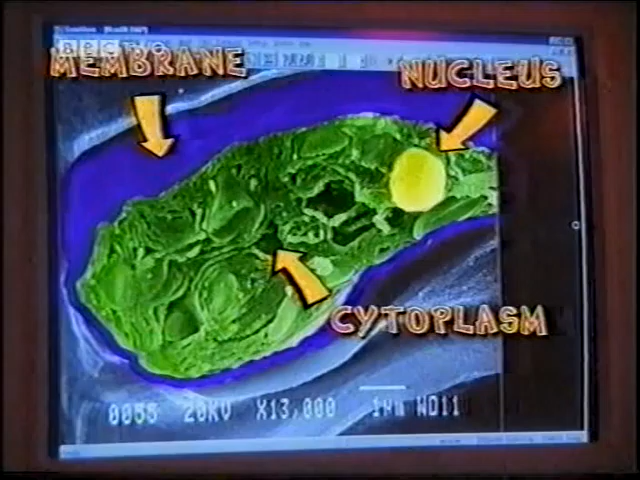 BBC
MEMBRANE
NUCLEUS
CYTOPLASM
0055 20KV X13,000 1µm WD11